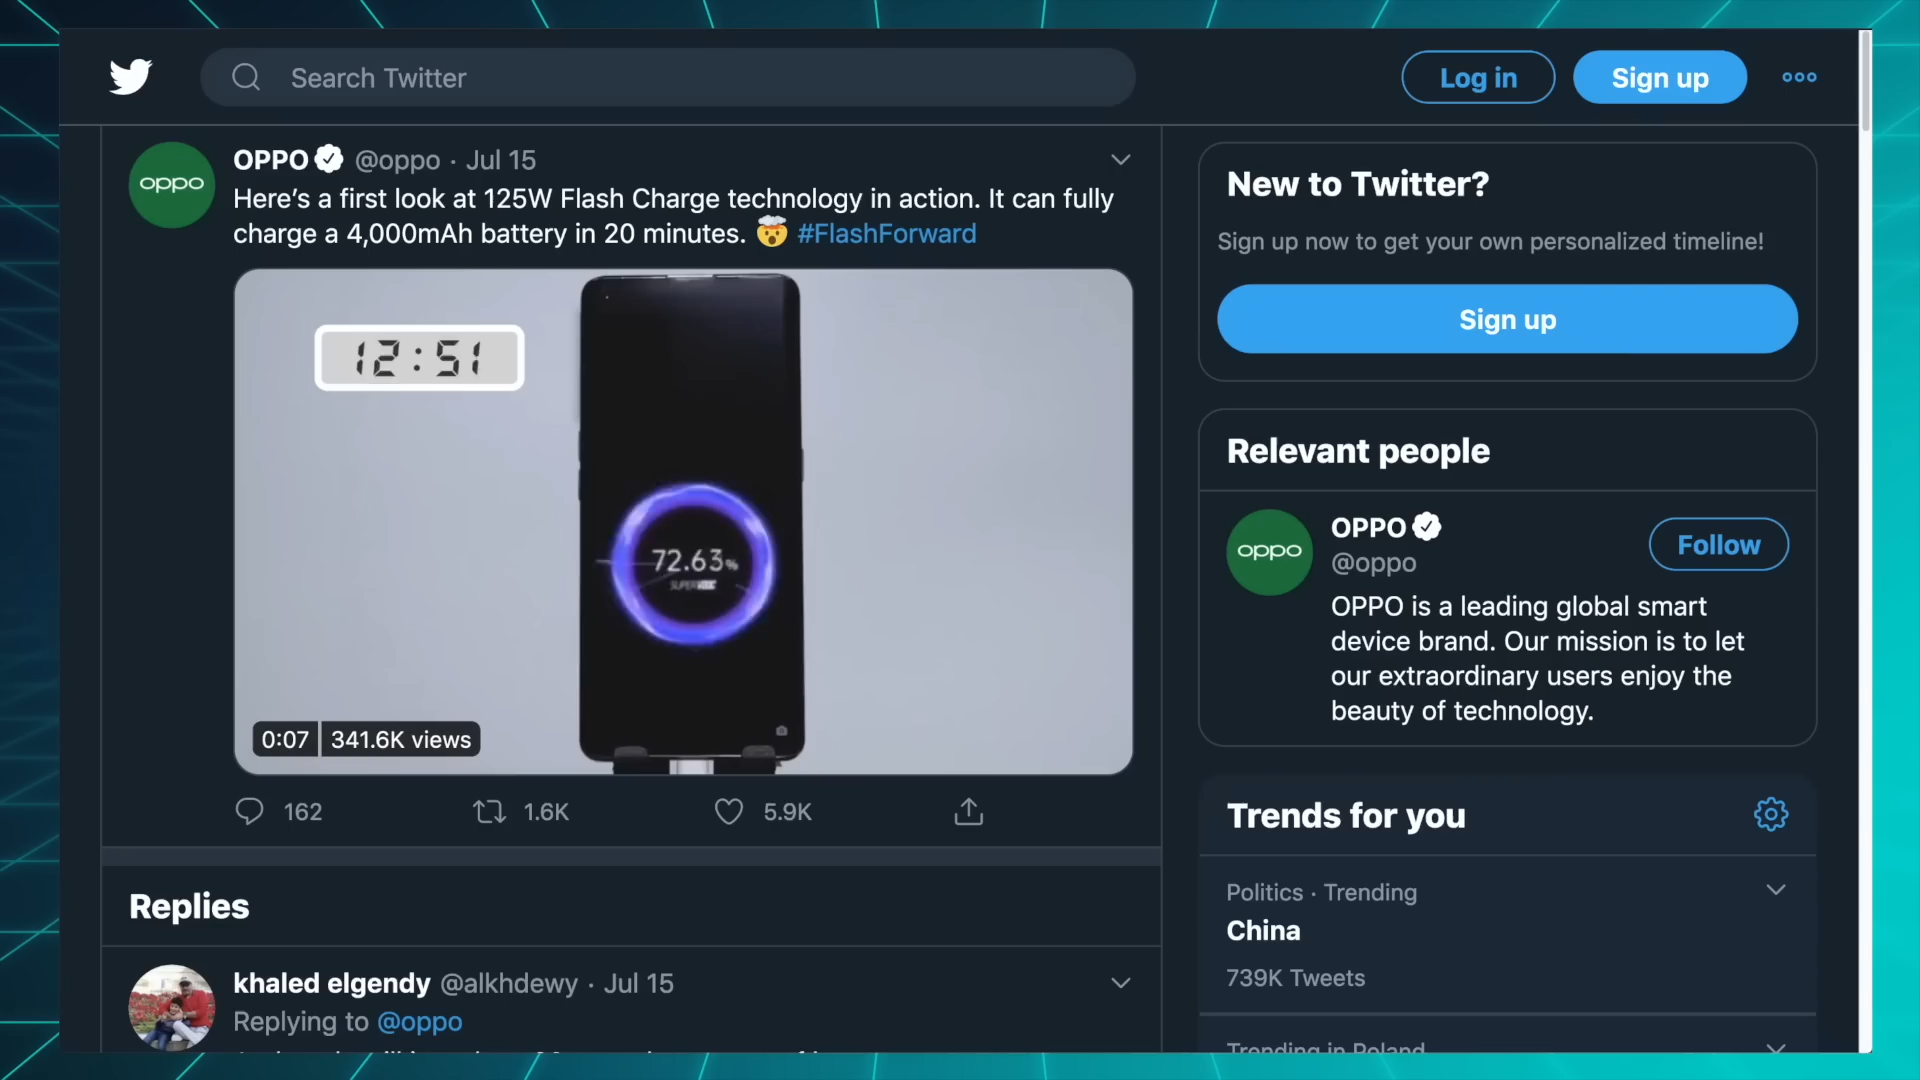 Search Twitter
Log in
Sign up
oppo
OPPO @oppo · Jul 15
Here’s a first look at 125W Flash Charge technology in action. It can fully
charge a 4,000mAh battery in 20 minutes. 🤯 #FlashForward
12:51
72.63%
SUPERVOOC
0:07
341.6K views
162
1.6K
5.9K
Replies
khaled elgendy @alkhdewy · Jul 15
Replying to @oppo
New to Twitter?
Sign up now to get your own personalized timeline!
Sign up
Relevant people
oppo
OPPO
@oppo
Follow
OPPO is a leading global smart
device brand. Our mission is to let
our extraordinary users enjoy the
beauty of technology.
Trends for you
Politics · Trending
China
739K Tweets
Trending in Poland